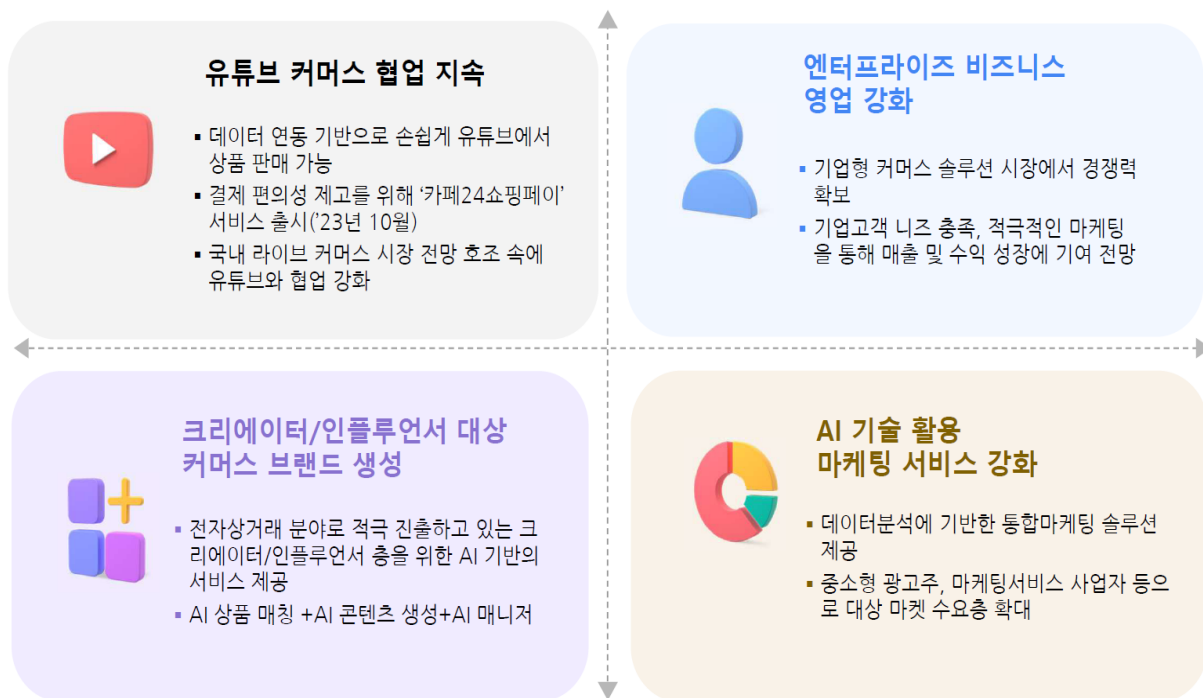 유튜브 커머스 협업 지속
▪ 데이터 연동 기반으로 손쉽게 유튜브에서
상품 판매 가능
▪ 결제 편의성 제고를 위해 ‘카페24쇼핑페이’
서비스 출시(’23년 10월)
▪ 국내 라이브 커머스 시장 전망 호조 속에
유튜브와 협업 강화
엔터프라이즈 비즈니스
영업 강화
▪ 기업형 커머스 솔루션 시장에서 경쟁력
확보
▪ 기업고객 니즈 충족, 적극적인 마케팅
을 통해 매출 및 수익 성장에 기여 전망
크리에이터/인플루언서 대상
커머스 브랜드 생성
▪ 전자상거래 분야로 적극 진출하고 있는 크
리에이터/인플루언서 층을 위한 AI 기반의
서비스 제공
▪ AI 상품 매칭 +AI 콘텐츠 생성+AI 매니저
AI 기술 활용
마케팅 서비스 강화
▪ 데이터분석에 기반한 통합마케팅 솔루션
제공
▪ 중소형 광고주, 마케팅서비스 사업자 등으
로 대상 마켓 수요층 확대